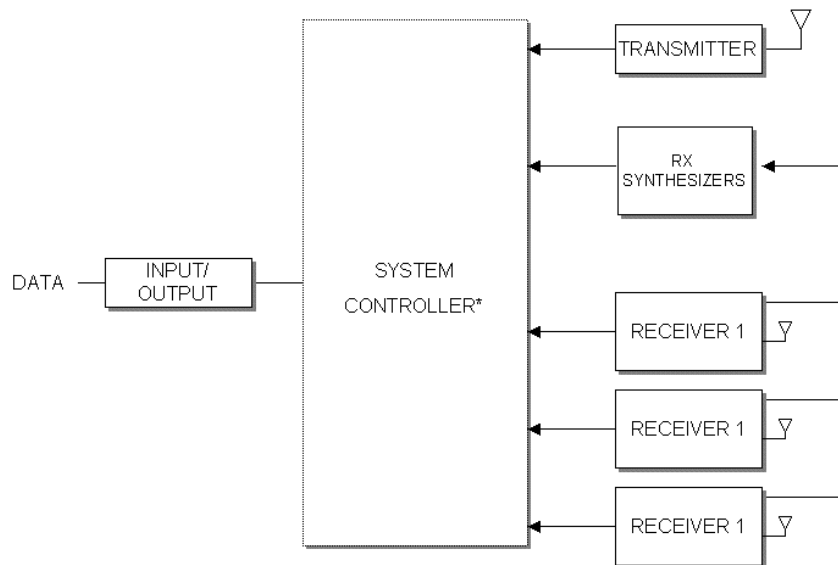 TRANSMITTER
RX
SYNTHESIZERS
DATA
INPUT/
OUTPUT
SYSTEM
CONTROLLER*
RECEIVER 1
RECEIVER 1
RECEIVER 1